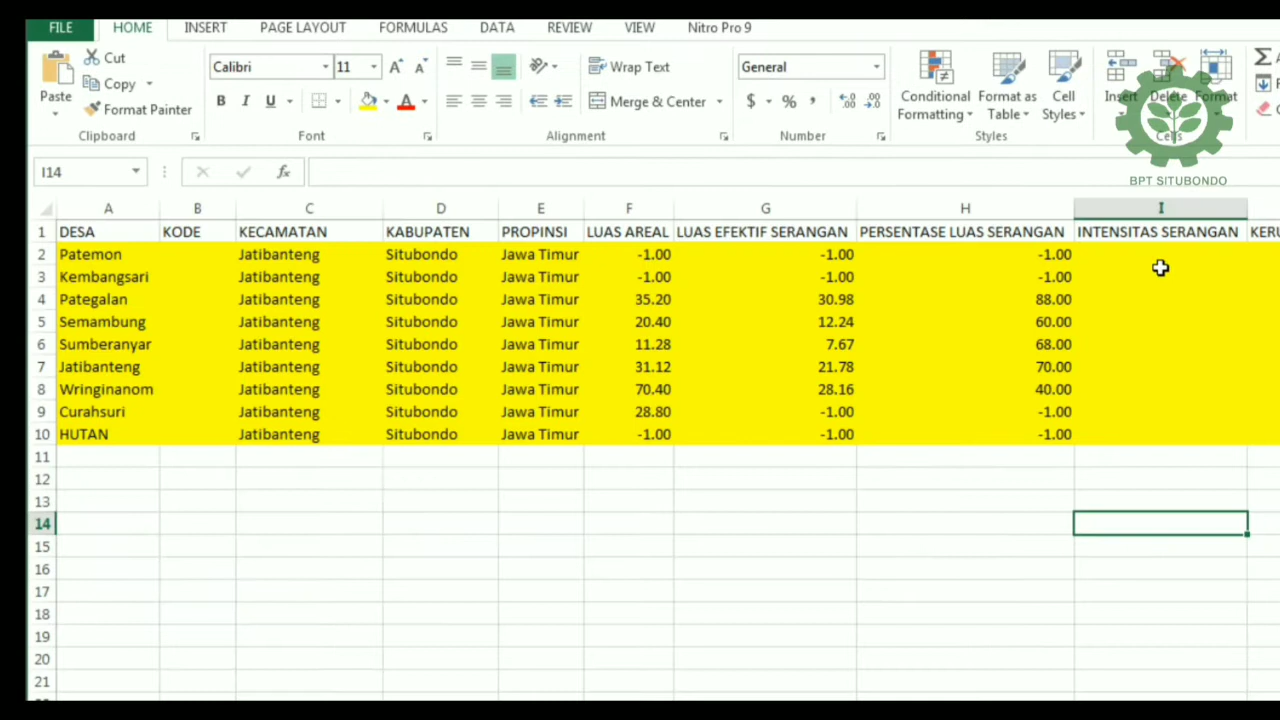 FILE HOME INSERT PAGE LAYOUT FORMULAS DATA REVIEW VIEW Nitro Pro 9
Paste Cut Copy Format Painter
Clipboard
Calibri 11
B I U
Font
Wrap Text
Merge & Center
Alignment
General
$ % ,
Number
Conditional Formatting Format as Table Cell Styles
Styles
Insert Delete Format
Cells
BPT SITUBONDO
I14 fx
A B C D E F G H I
1 DESA KODE KECAMATAN KABUPATEN PROPINSI LUAS AREAL LUAS EFEKTIF SERANGAN PERSENTASE LUAS SERANGAN INTENSITAS SERANGAN
2 Patemon Jatibanteng Situbondo Jawa Timur -1.00 -1.00 -1.00
3 Kembangsari Jatibanteng Situbondo Jawa Timur -1.00 -1.00 -1.00
4 Pategalan Jatibanteng Situbondo Jawa Timur 35.20 30.98 88.00
5 Semambung Jatibanteng Situbondo Jawa Timur 20.40 12.24 60.00
6 Sumberanyar Jatibanteng Situbondo Jawa Timur 11.28 7.67 68.00
7 Jatibanteng Jatibanteng Situbondo Jawa Timur 31.12 21.78 70.00
8 Wringinanom Jatibanteng Situbondo Jawa Timur 70.40 28.16 40.00
9 Curahsuri Jatibanteng Situbondo Jawa Timur 28.80 -1.00 -1.00
10 HUTAN Jatibanteng Situbondo Jawa Timur -1.00 -1.00 -1.00
11
12
13
14
15
16
17
18
19
20
21